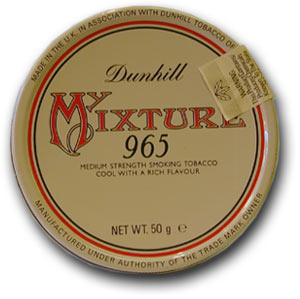 MADE IN THE U.K. IN ASSOCIATION WITH DUNHILL TOBACCO OF
Dunhill
MY MIXTURE
965
MEDIUM STRENGTH SMOKING TOBACCO
COOL WITH A RICH FLAVOUR
NET WT. 50 g e
MANUFACTURED UNDER AUTHORITY OF THE TRADE MARK OWNER
WARNING